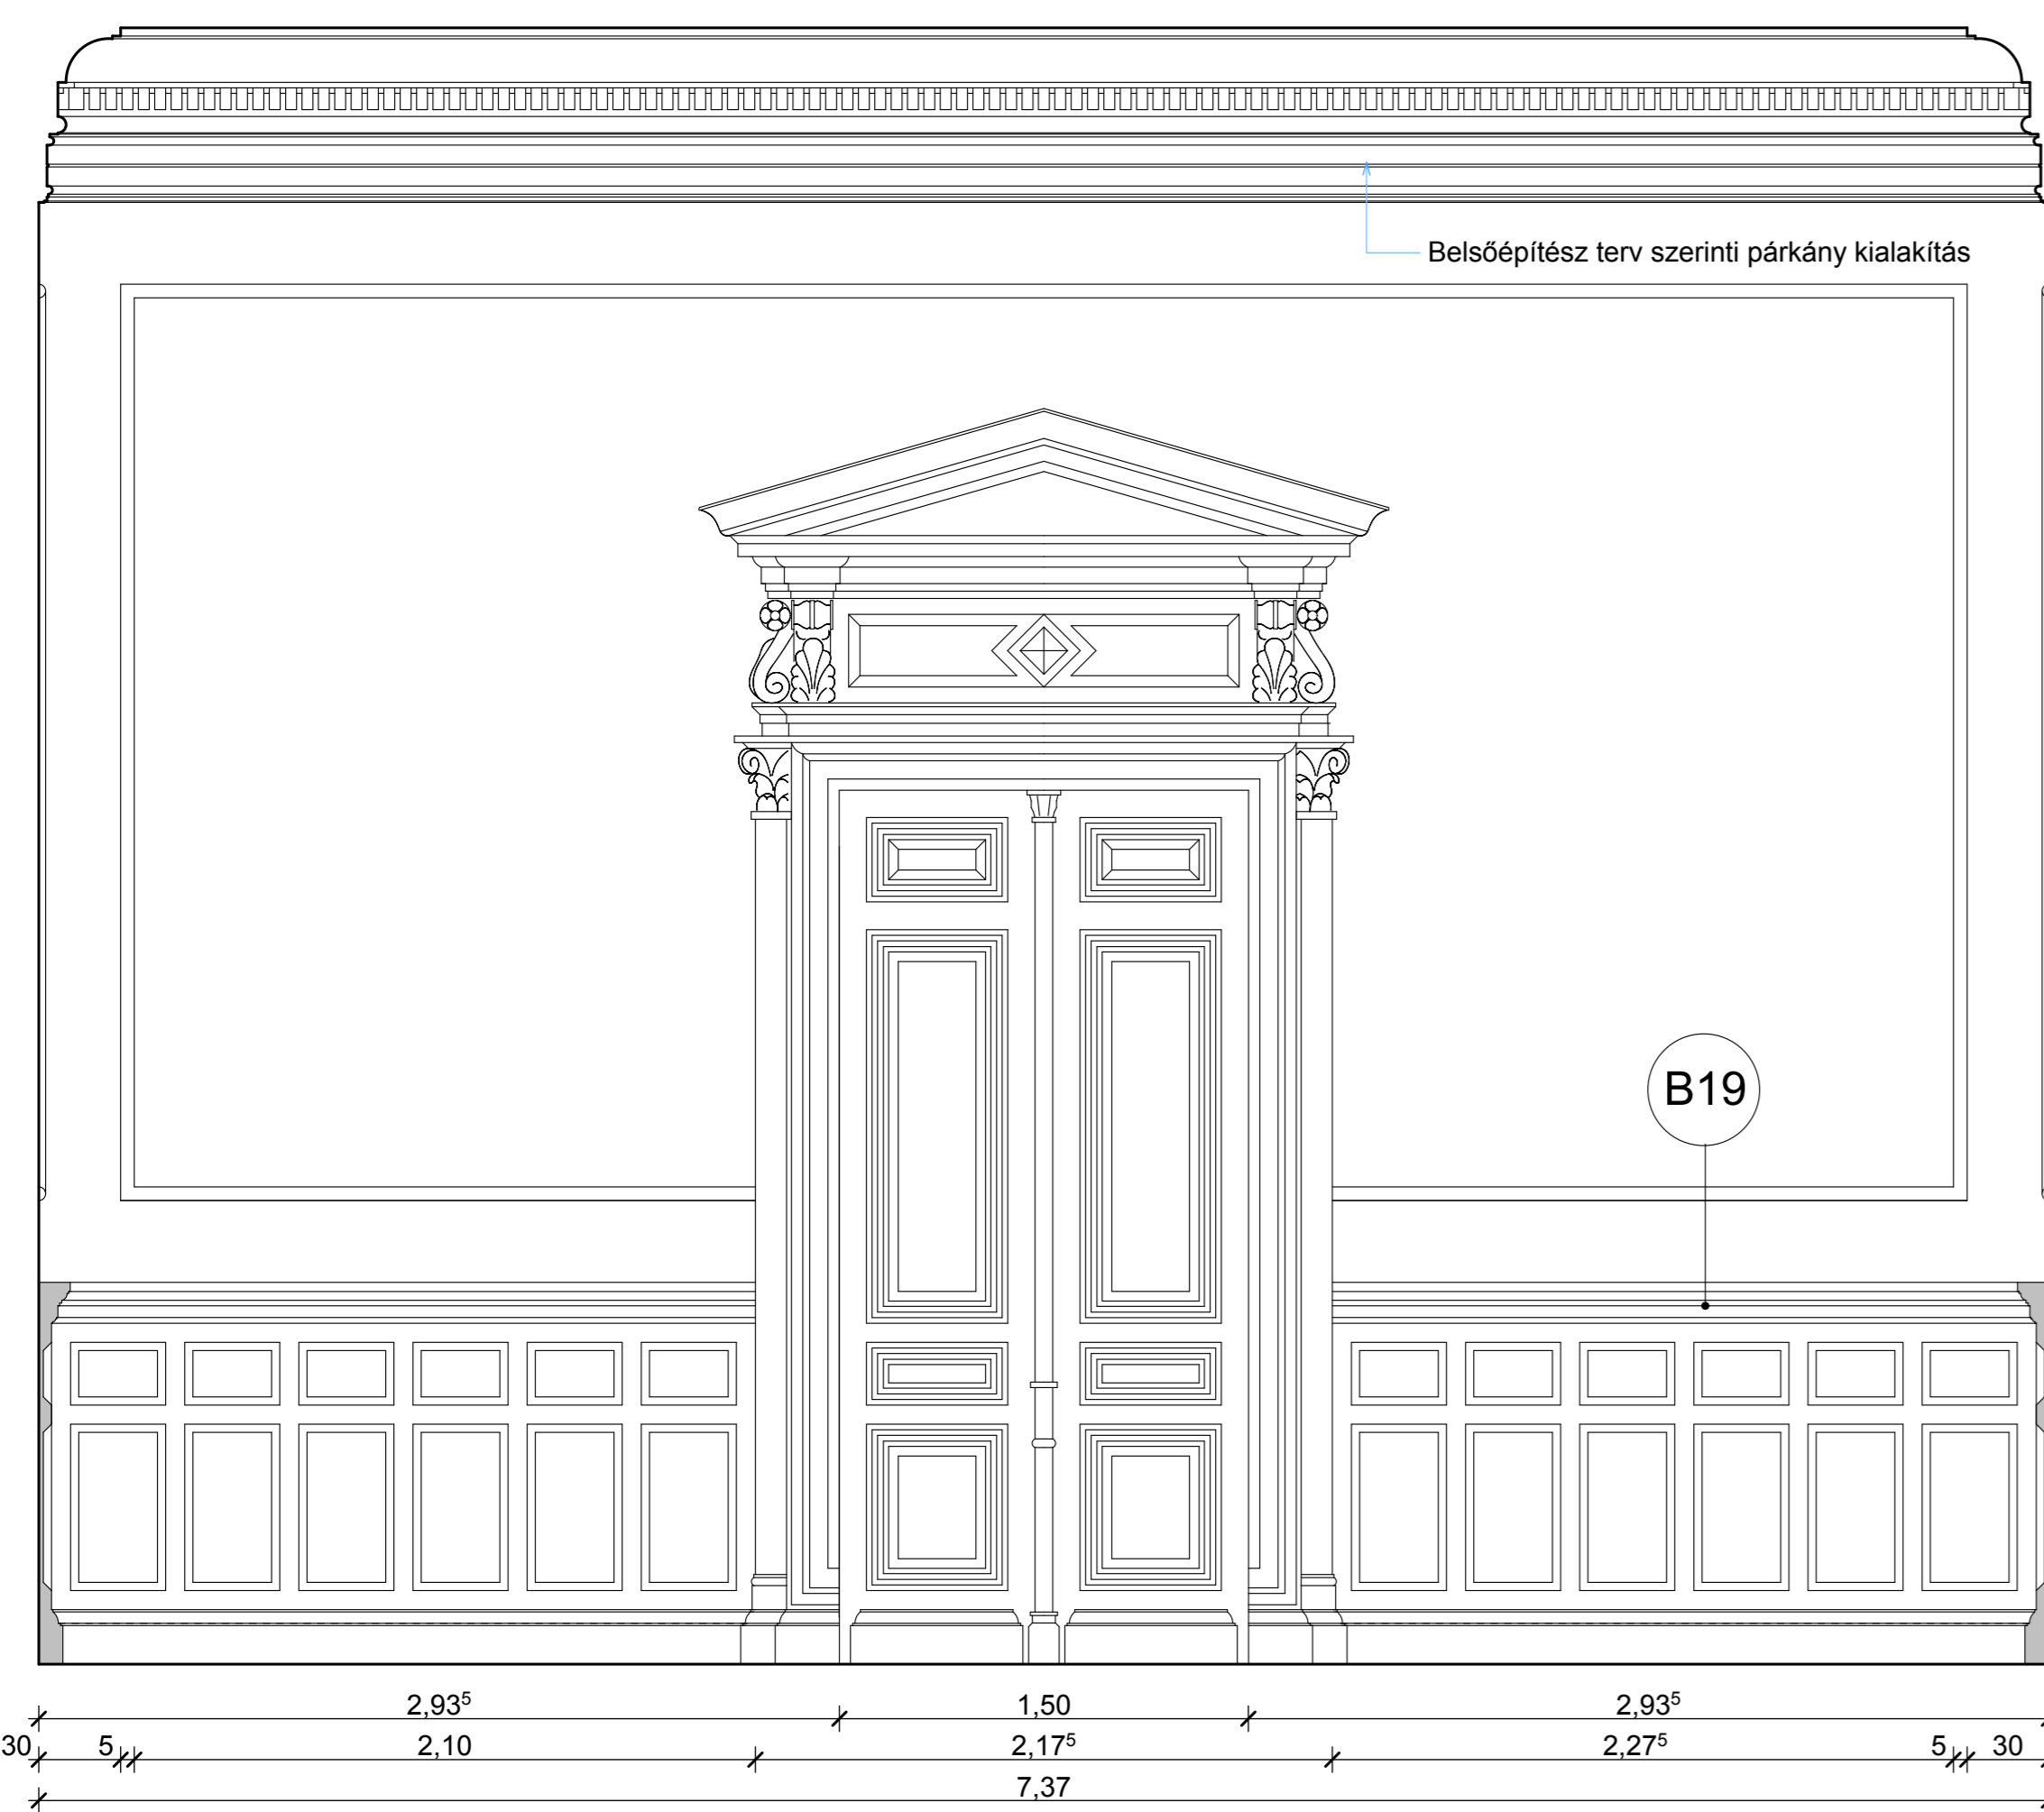 Belsőépítész terv szerinti párkány kialakítás
B19
2,93⁵ 1,50 2,93⁵
30 5 2,10 2,17⁵ 2,27⁵ 5 30
7,37